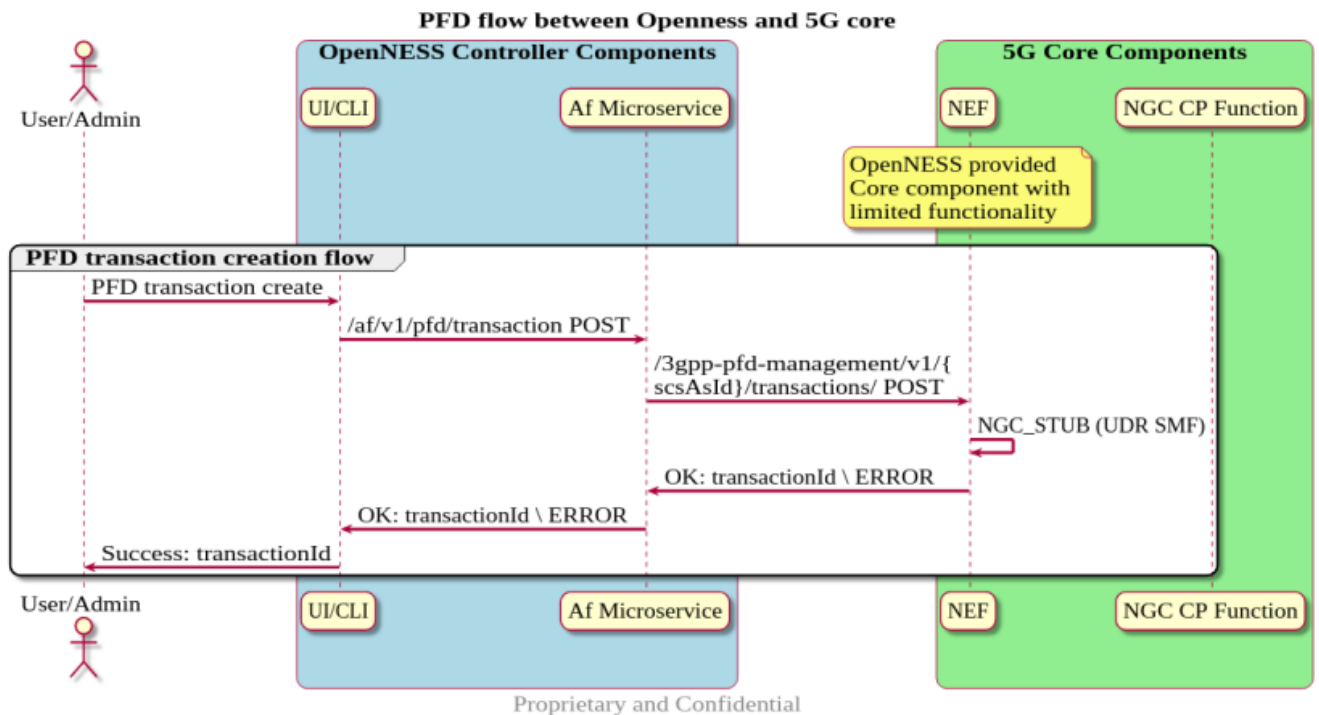 PFD flow between Openness and 5G core
OpenNESS Controller Components
5G Core Components
User/Admin
UI/CLI
Af Microservice
NEF
NGC CP Function
OpenNESS provided
Core component with
limited functionality
PFD transaction creation flow
PFD transaction create
/af/v1/pfd/transaction POST
/3gpp-pfd-management/v1/{
scsAsId}/transactions/ POST
NGC_STUB (UDR SMF)
OK: transactionId \ ERROR
OK: transactionId \ ERROR
Success: transactionId
User/Admin
UI/CLI
Af Microservice
NEF
NGC CP Function
Proprietary and Confidential